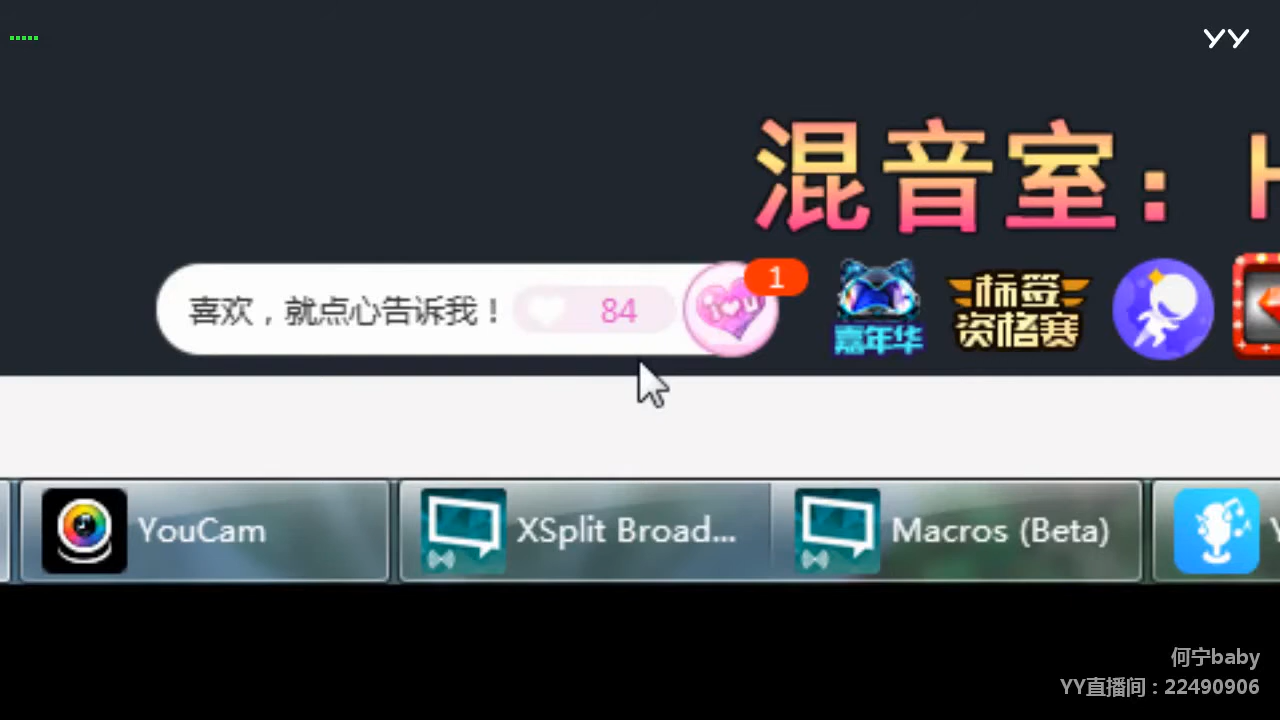 YY
混音室：H
喜欢，就点心告诉我！ 84
i♥U
1
嘉年华
标签
资格赛
YouCam
XSplit Broad...
Macros (Beta)
Y
何宁baby
YY直播间：22490906